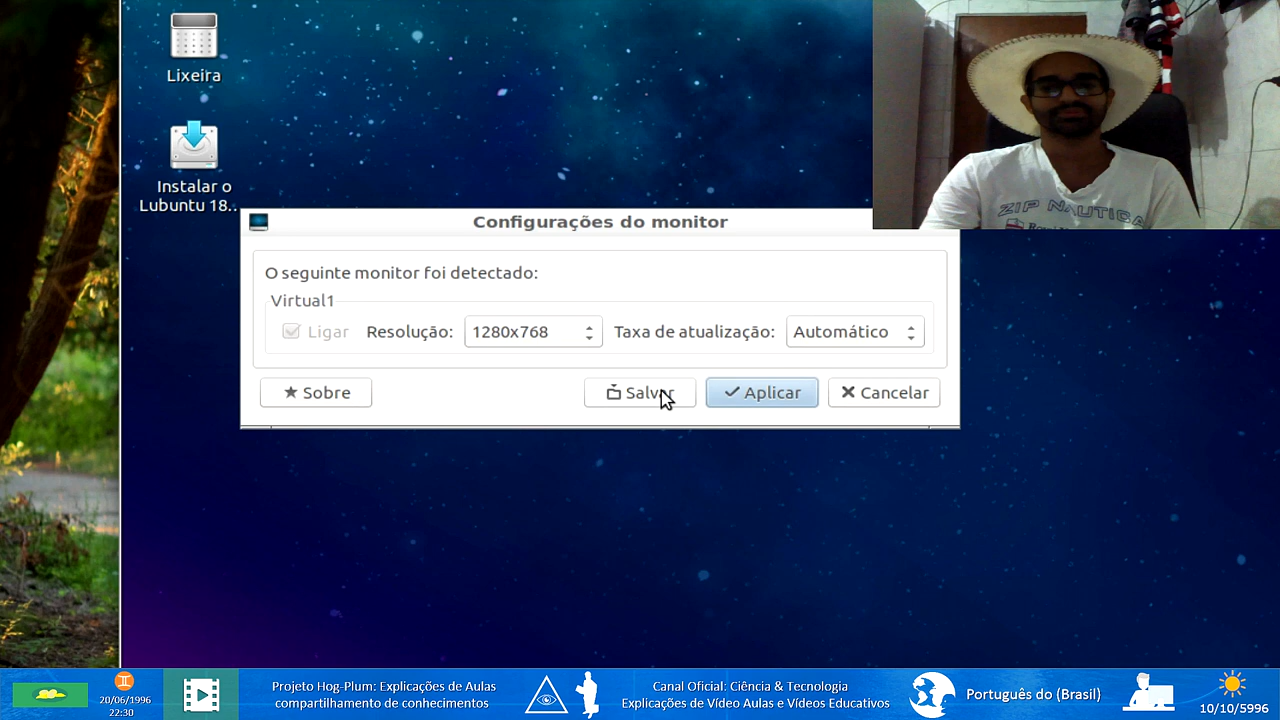 Lixeira
Instalar o
Lubuntu 18..
ZIP NAUTICA
Configurações do monitor
O seguinte monitor foi detectado:
Virtual1
Ligar Resolução: 1280x768 Taxa de atualização: Automático
Sobre Salvar Aplicar Cancelar
20/06/1996
22:30
Projeto Hog-Plum: Explicações de Aulas
compartilhamento de conhecimentos
Canal Oficial: Ciência & Tecnologia
Explicações de Vídeo Aulas e Vídeos Educativos
Português do (Brasil)
10/10/5996